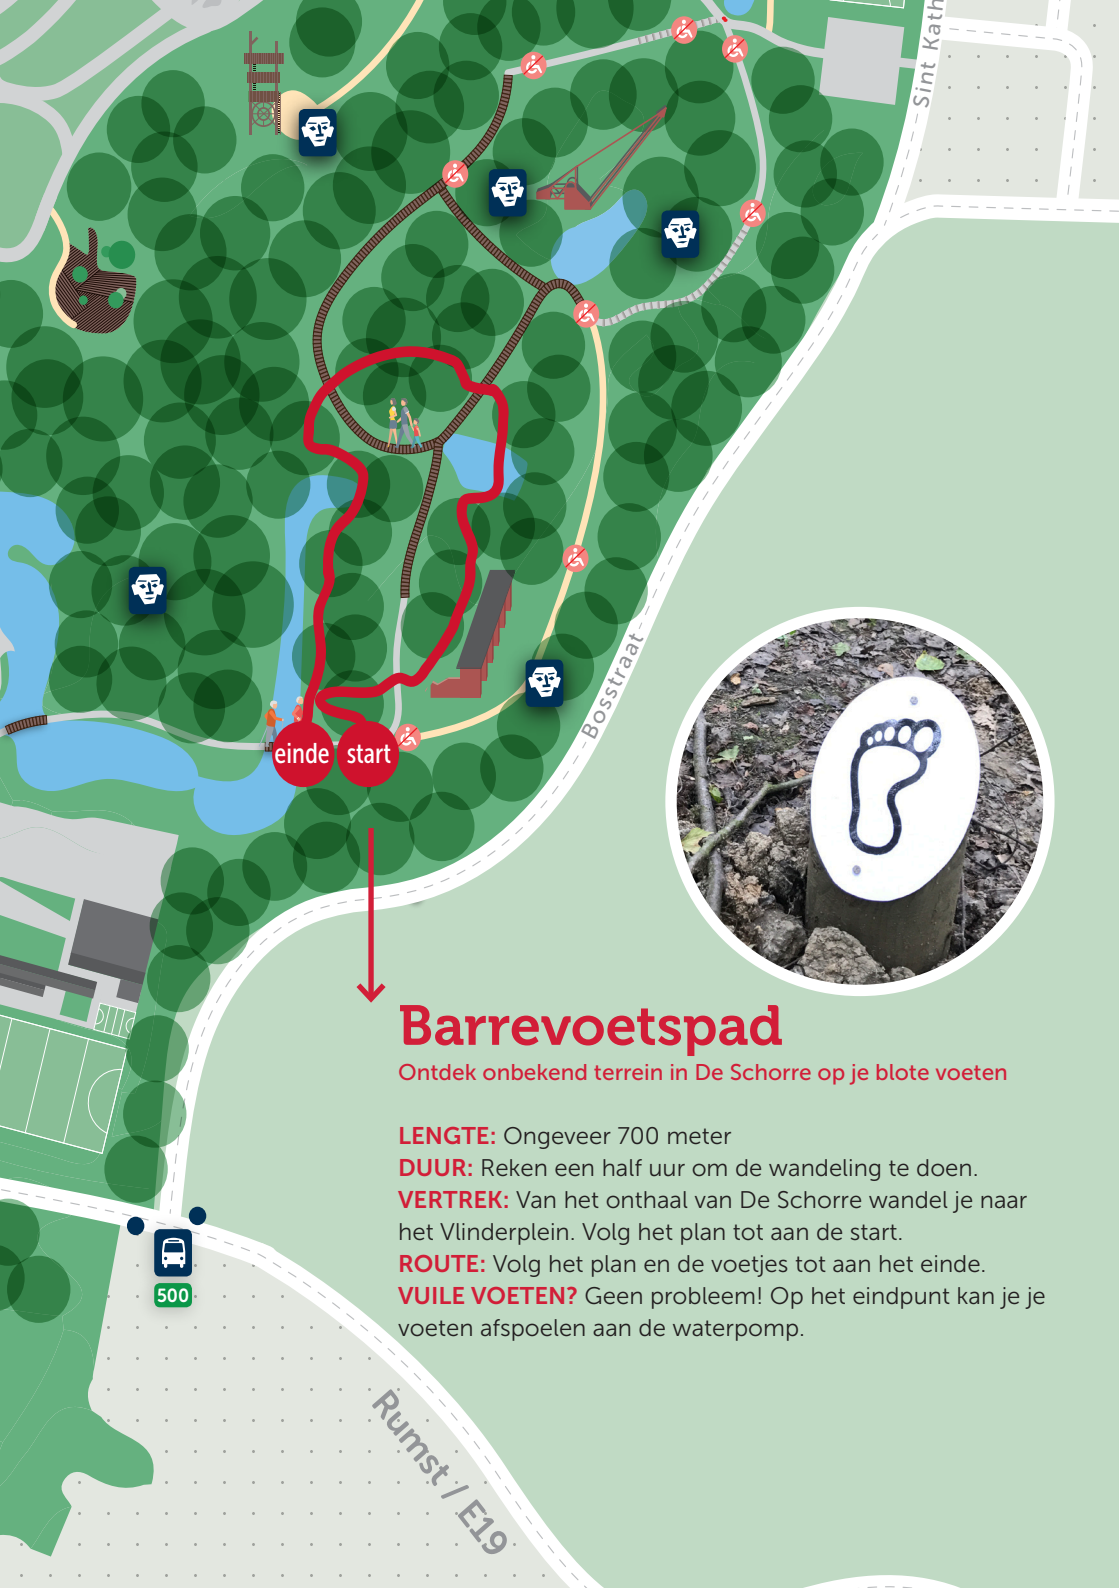 Sint Kath
Bosstraat
einde
start
Barrevoetspad
Ontdek onbekend terrein in De Schorre op je blote voeten
LENGTE: Ongeveer 700 meter
DUUR: Reken een half uur om de wandeling te doen.
VERTREK: Van het onthaal van De Schorre wandel je naar
het Vlinderplein. Volg het plan tot aan de start.
ROUTE: Volg het plan en de voetjes tot aan het einde.
VUILE VOETEN? Geen probleem! Op het eindpunt kan je je
voeten afspoelen aan de waterpomp.
500
Rumst / E19